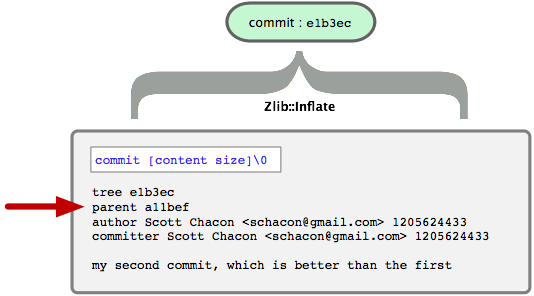 commit : e1b3ec
Zlib::Inflate
commit [content size]\0
tree e1b3ec
parent a11bef
author Scott Chacon <schacon@gmail.com> 1205624433
committer Scott Chacon <schacon@gmail.com> 1205624433
my second commit, which is better than the first